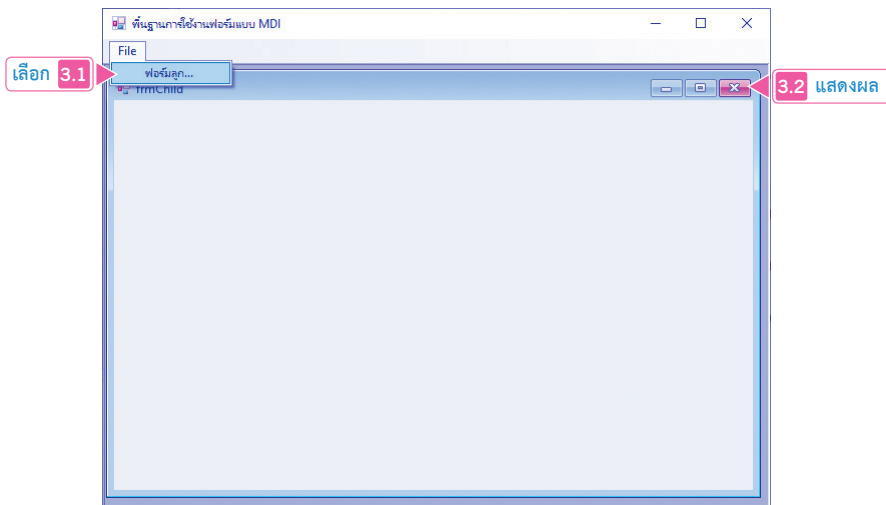 พื้นฐานการใช้งานฟอร์มแบบ MDI
File
เลือก 3.1
ฟอร์มลูก...
frmChild
3.2 แสดงผล